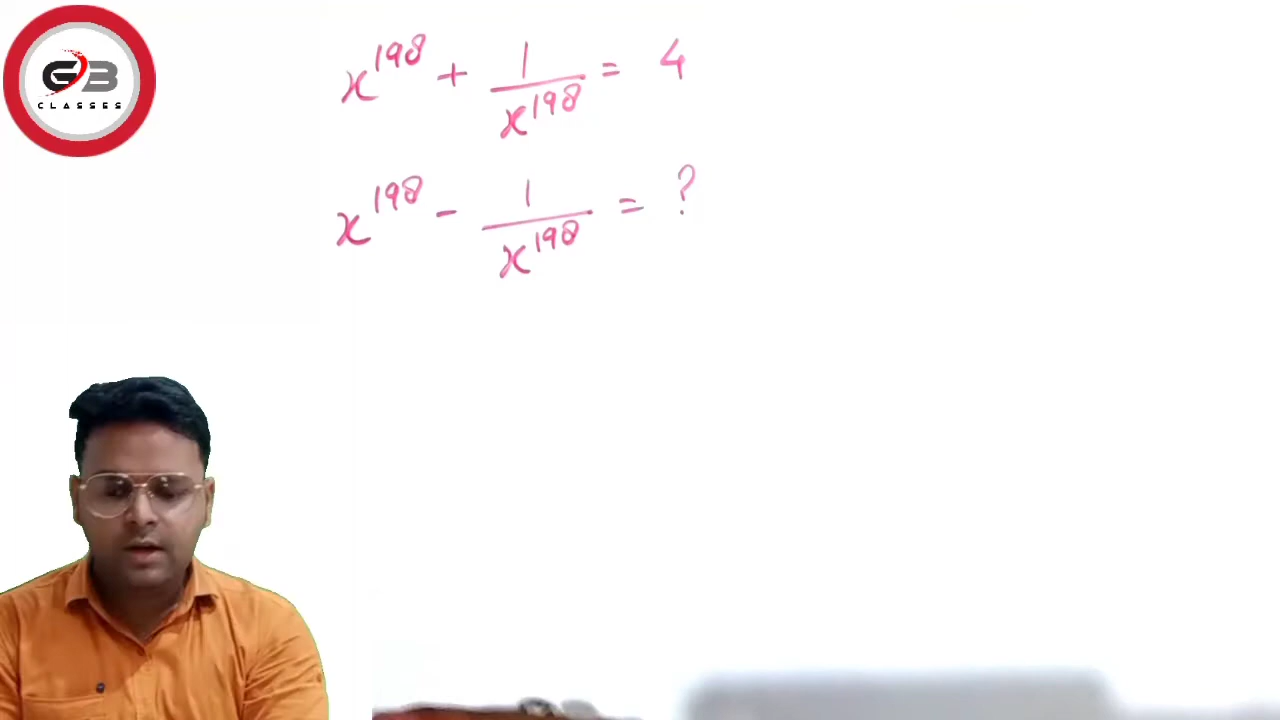 GB
CLASSES
x^198 + 1/x^198 = 4
x^198 - 1/x^198 = ?